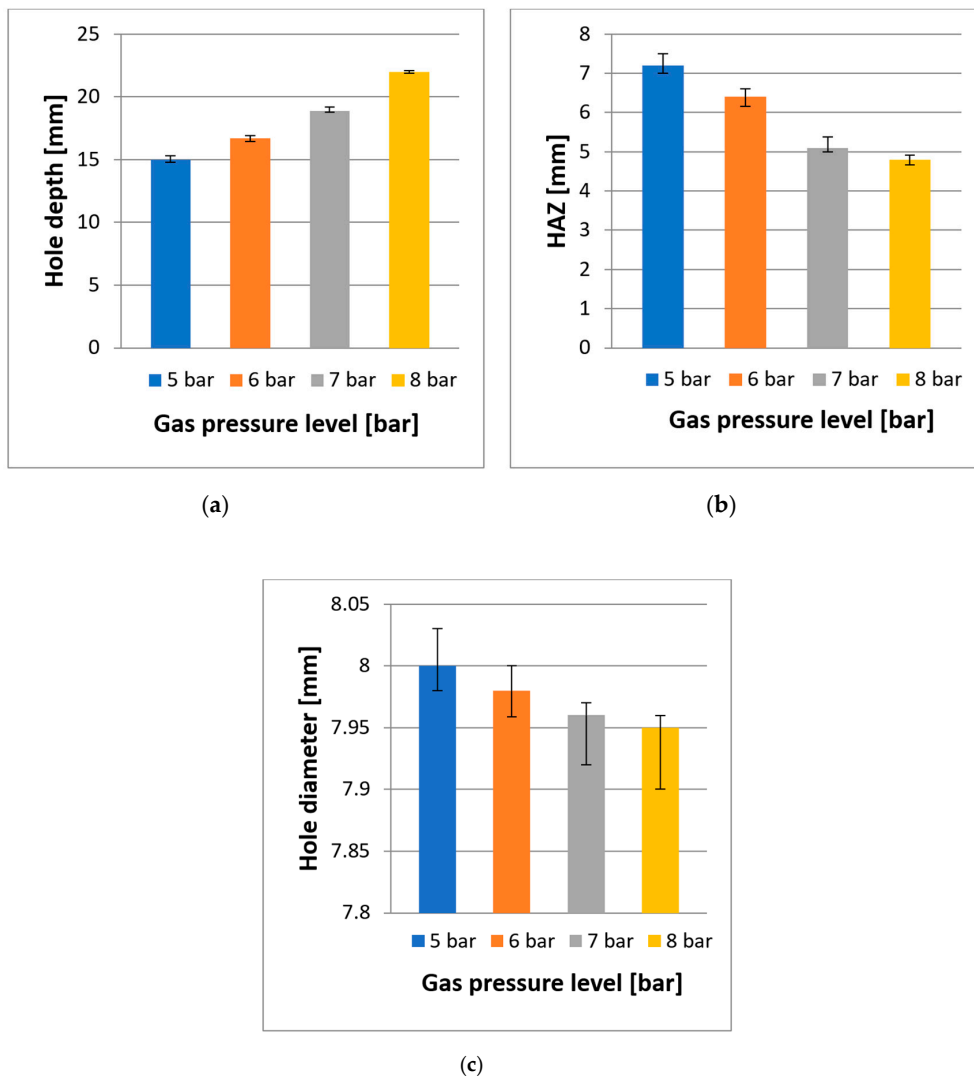 Hole depth [mm]
25
20
15
10
5
0
5 bar 6 bar 7 bar 8 bar
Gas pressure level [bar]
(a)
HAZ [mm]
8
7
6
5
4
3
2
1
0
5 bar 6 bar 7 bar 8 bar
Gas pressure level [bar]
(b)
Hole diameter [mm]
8.05
8
7.95
7.9
7.85
7.8
5 bar 6 bar 7 bar 8 bar
Gas pressure level [bar]
(c)